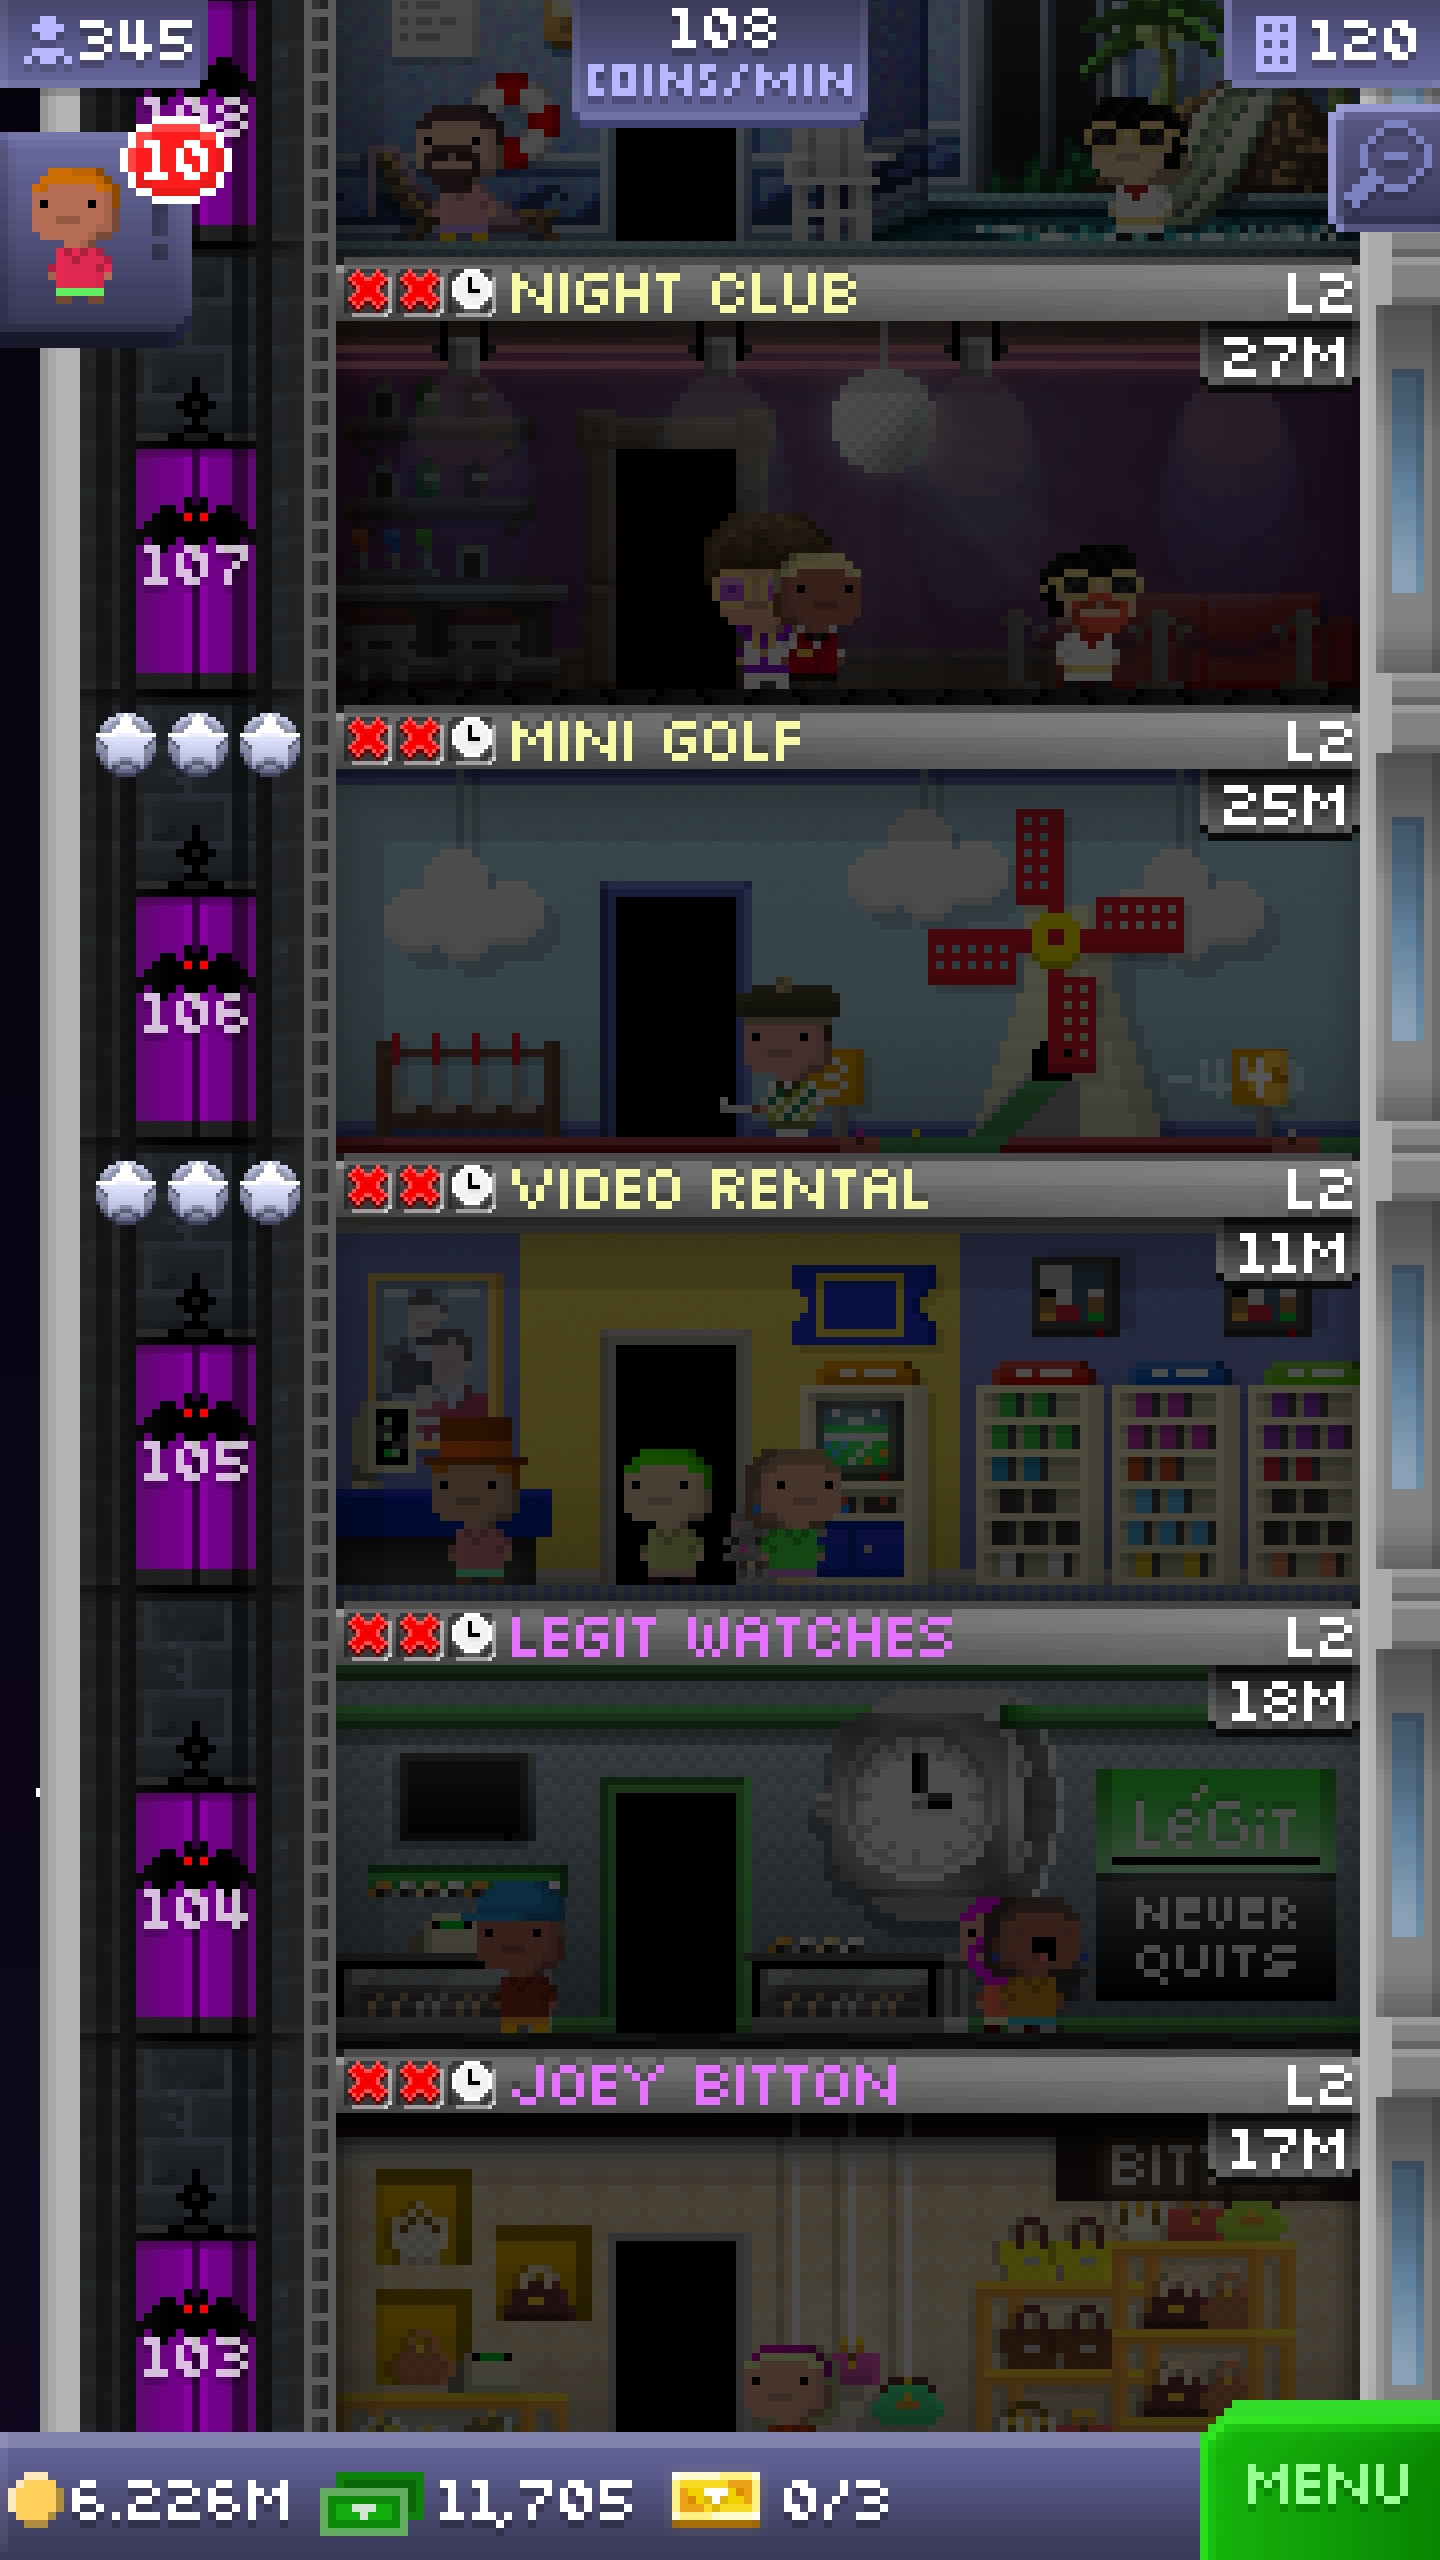 345
108
COINS/MIN
120
10
NIGHT CLUB
L2
27M
107
MINI GOLF
L2
25M
106
VIDEO RENTAL
L2
11M
105
LEGIT WATCHES
L2
18M
LéGiT
NEVER
QUITS
104
JOEY BITTON
L2
17M
BIT
103
6.226M
11,705
0/3
MENU